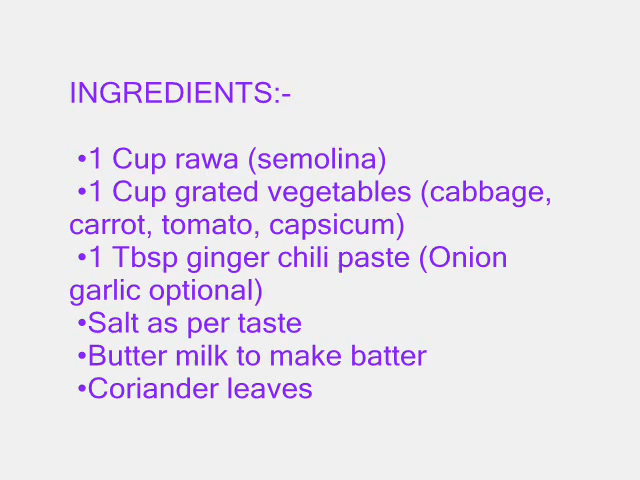 INGREDIENTS:-
•1 Cup rawa (semolina)
•1 Cup grated vegetables (cabbage,
carrot, tomato, capsicum)
•1 Tbsp ginger chili paste (Onion
garlic optional)
•Salt as per taste
•Butter milk to make batter
•Coriander leaves